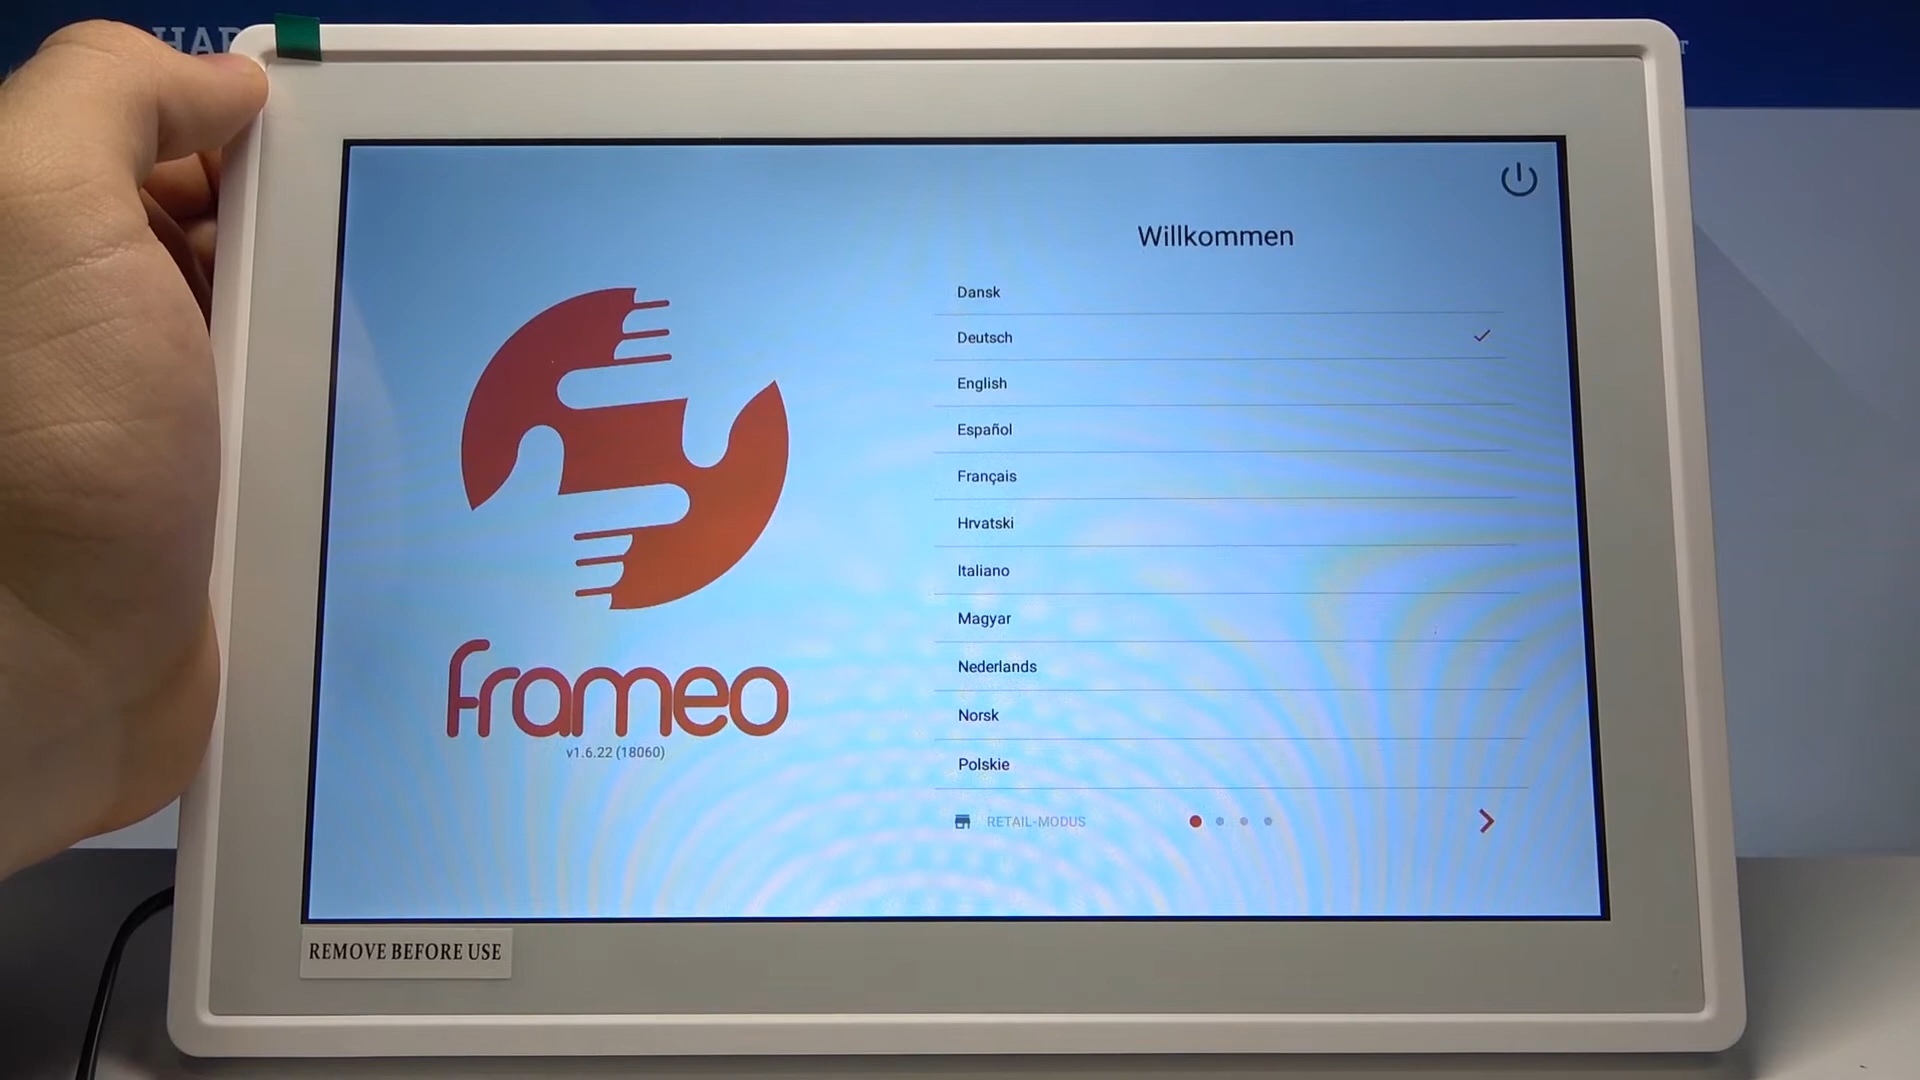 HAR
Willkommen
Dansk
Deutsch
English
Español
Français
Hrvatski
Italiano
Magyar
Nederlands
Norsk
Polskie
RETAIL-MODUS
frameo
v1.6.22 (18060)
REMOVE BEFORE USE